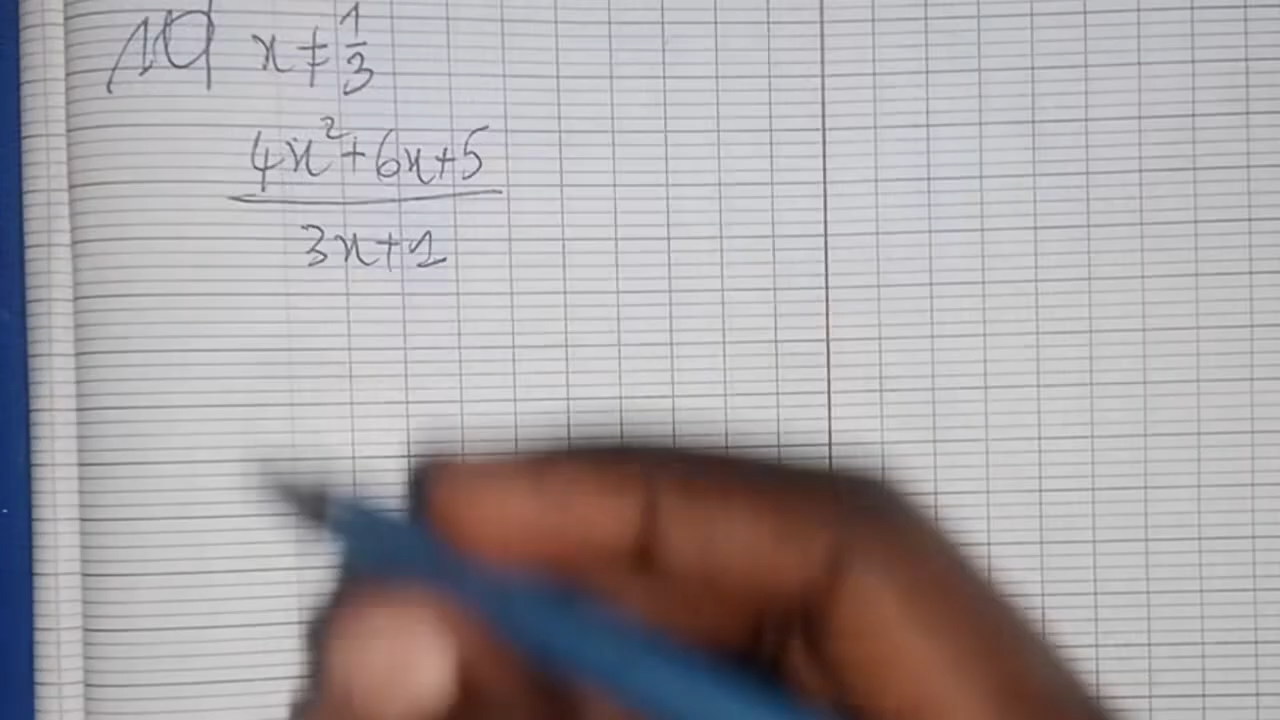 10) x ≠ 1/3
4x²+6x+5
3x+1